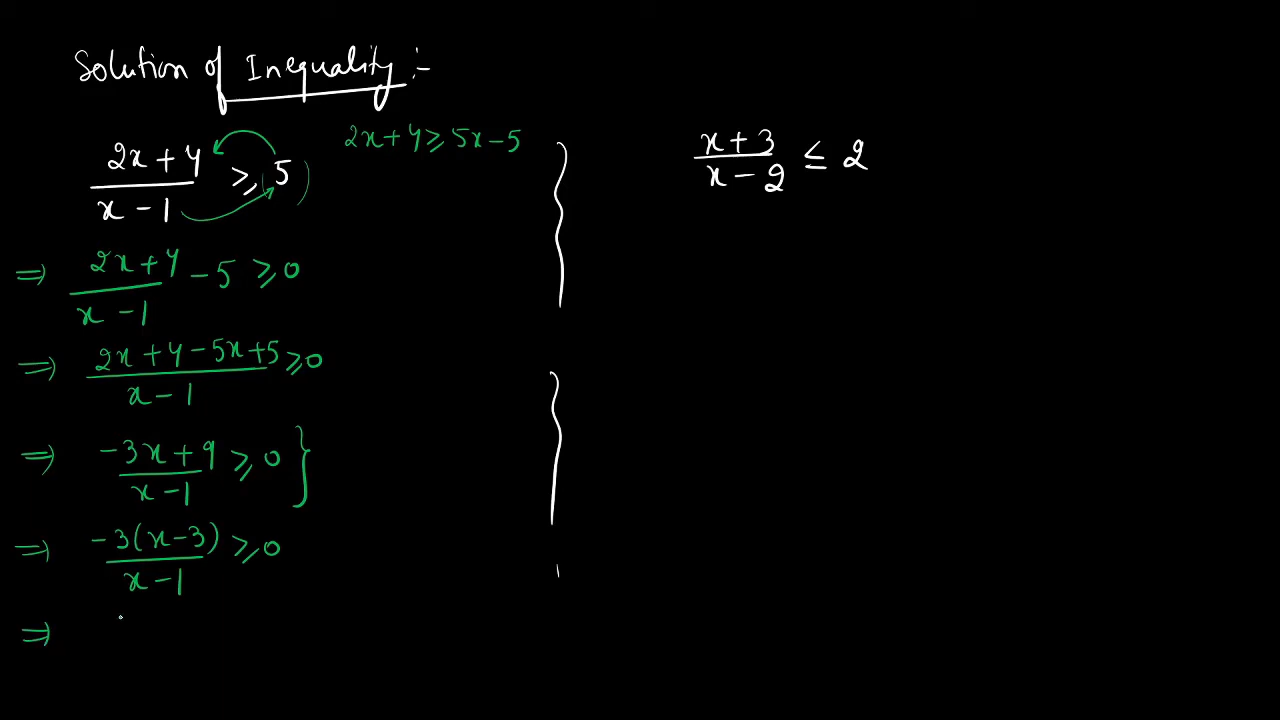 Solution of Inequality :-
(2x + 4)/(x - 1) ≥ (5)
2x + 4 ≥ 5x - 5
⇒ (2x + 4)/(x - 1) - 5 ≥ 0
⇒ (2x + 4 - 5x + 5)/(x - 1) ≥ 0
⇒ (-3x + 9)/(x - 1) ≥ 0 }
⇒ (-3(x - 3))/(x - 1) ≥ 0
⇒
(x + 3)/(x - 2) ≤ 2